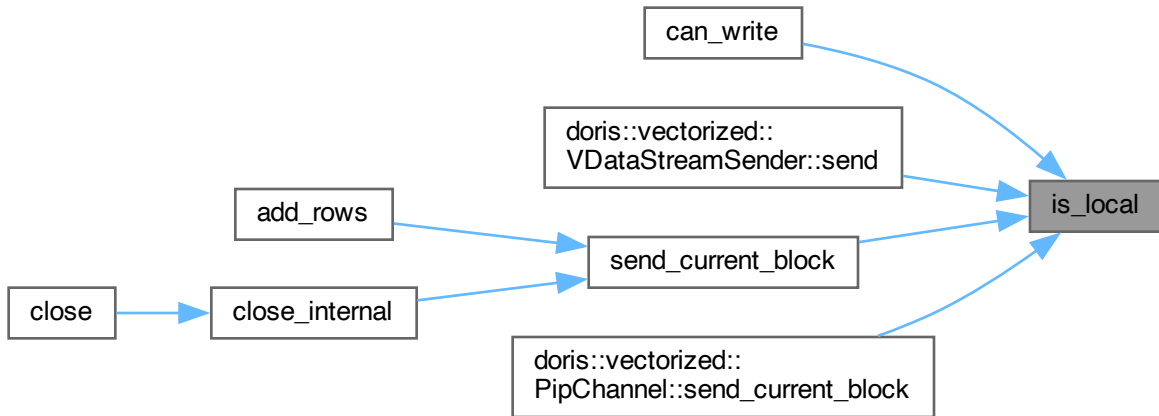 can_write
doris::vectorized::
VDataStreamSender::send
add_rows
is_local
send_current_block
close
close_internal
doris::vectorized::
PipChannel::send_current_block